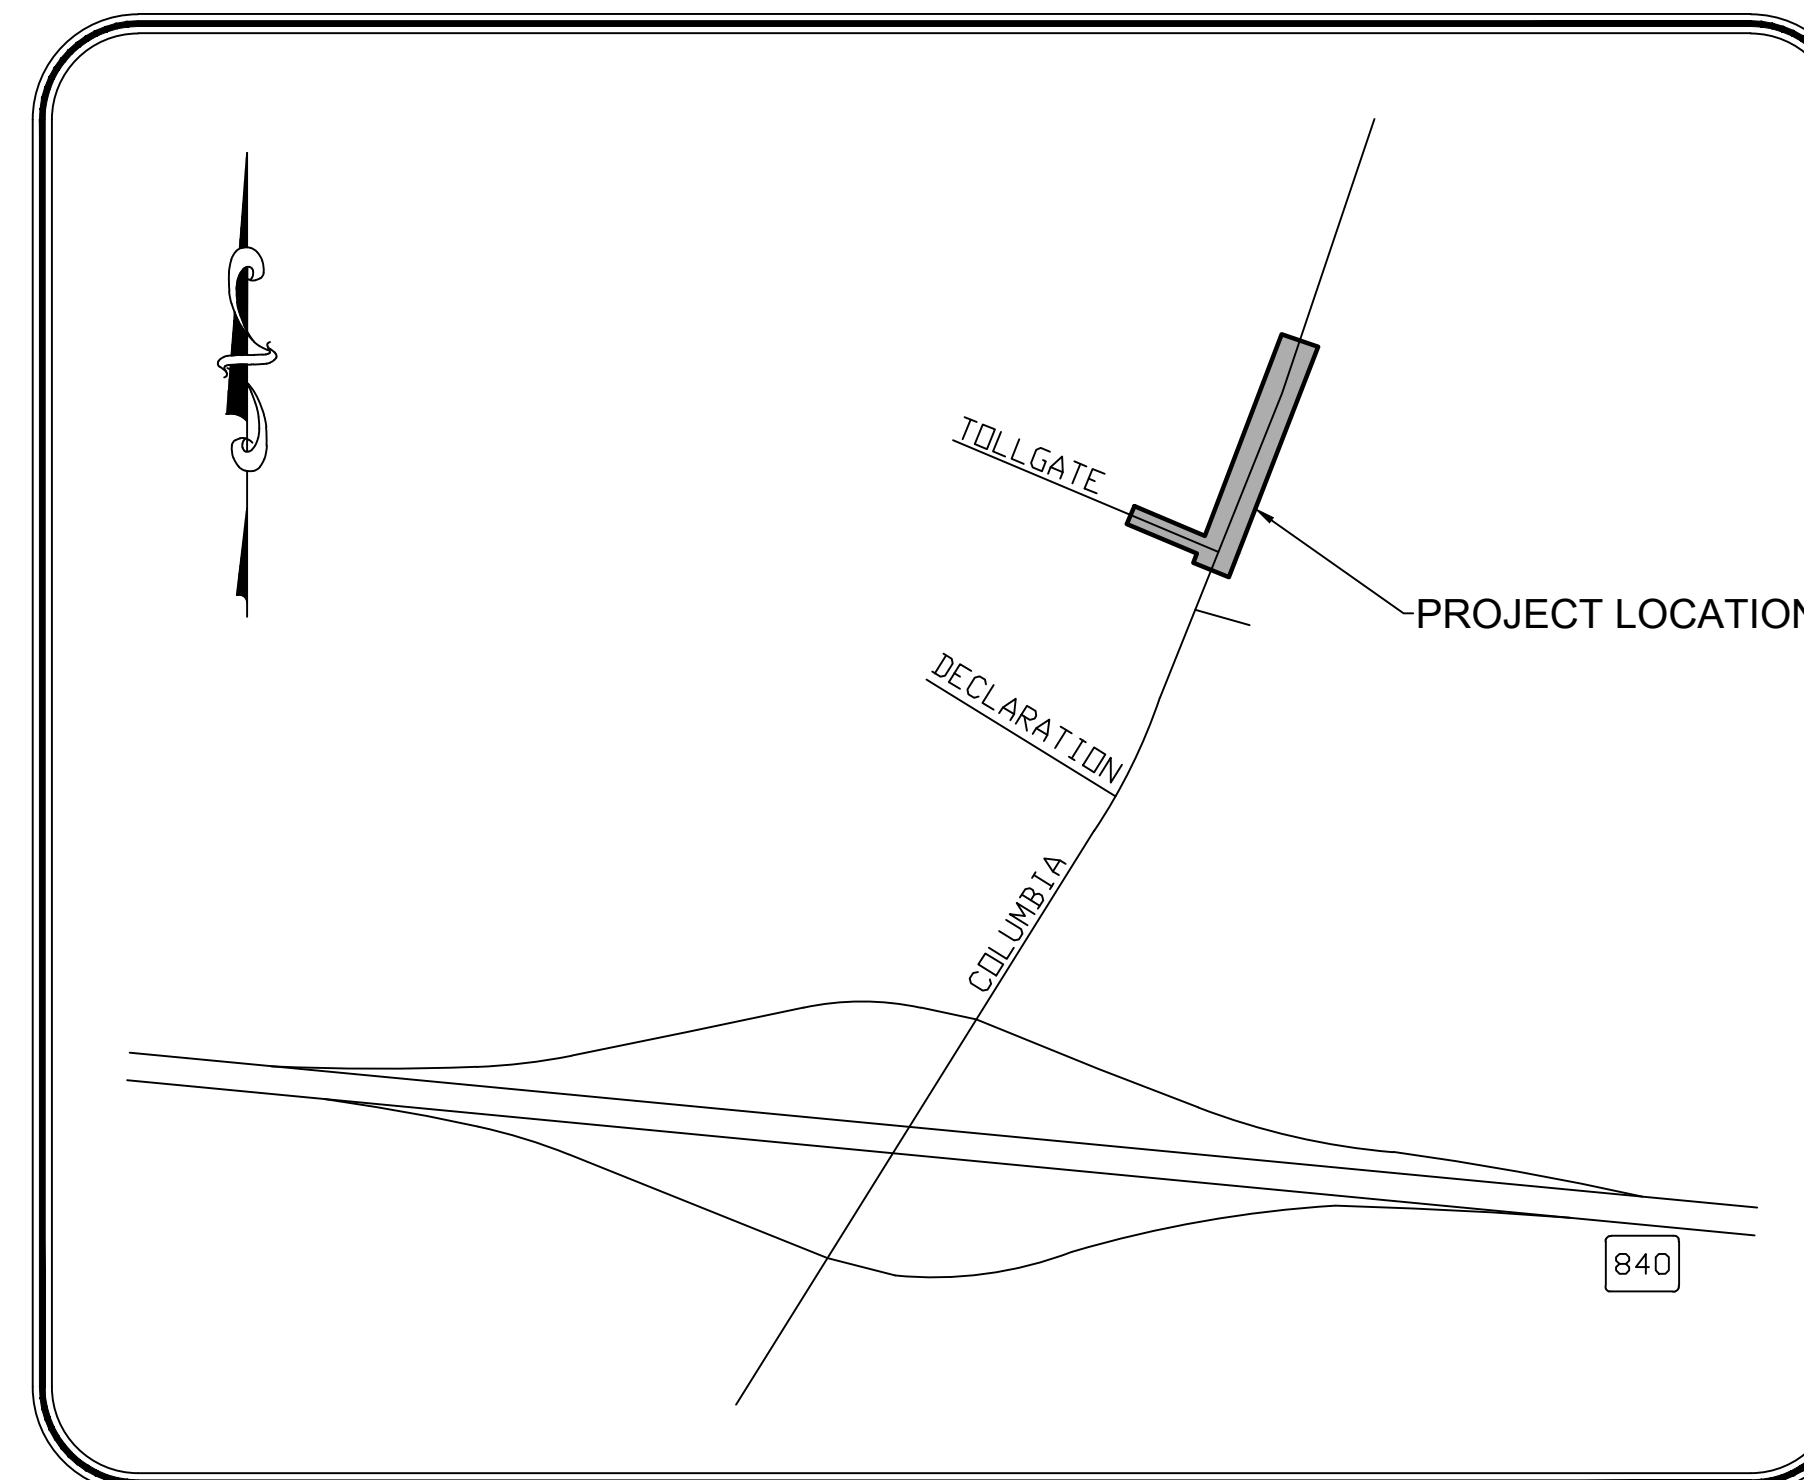 TOLLGATE
PROJECT LOCATION
DECLARATION
COLUMBIA
840